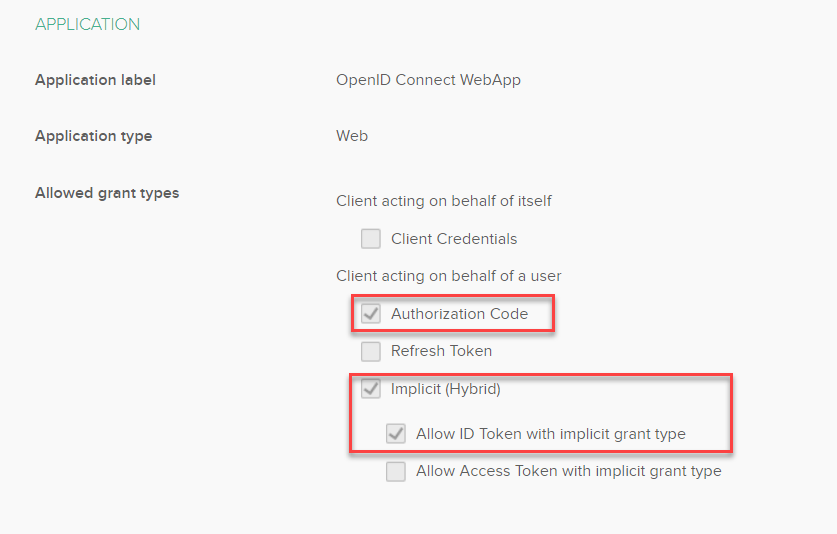 APPLICATION
Application label OpenID Connect WebApp
Application type Web
Allowed grant types
Client acting on behalf of itself
Client Credentials
Client acting on behalf of a user
Authorization Code
Refresh Token
Implicit (Hybrid)
Allow ID Token with implicit grant type
Allow Access Token with implicit grant type